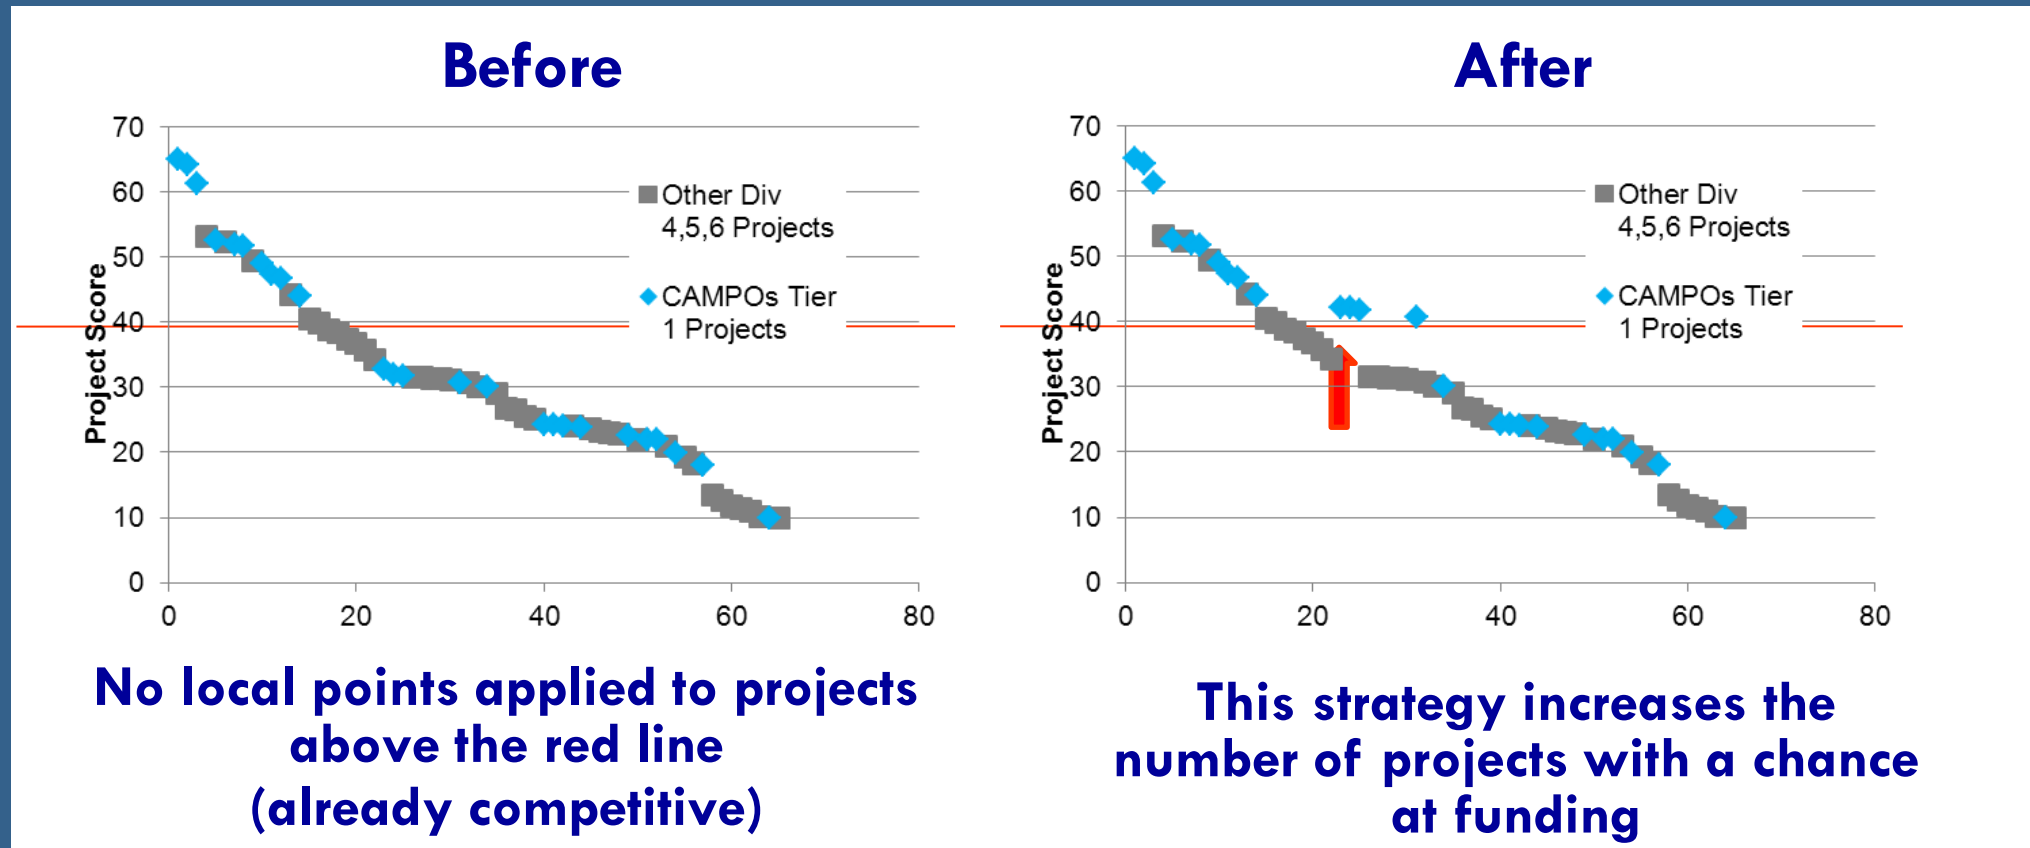 Before
70
60
50
40
30
20
10
0
0
20
40
60
80
Project Score
Other Div
4,5,6 Projects
CAMPOs Tier
1 Projects
No local points applied to projects
above the red line
(already competitive)
After
70
60
50
40
30
20
10
0
0
20
40
60
80
Project Score
Other Div
4,5,6 Projects
CAMPOs Tier
1 Projects
This strategy increases the
number of projects with a chance
at funding